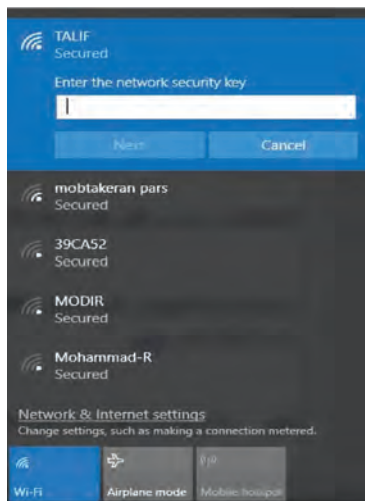 TALIF
Secured
Enter the network security key
Next
Cancel
mobtakeran pars
Secured
39CA52
Secured
MODIR
Secured
Mohammad-R
Secured
Network & Internet settings
Change settings, such as making a connection metered.
Wi-Fi
Airplane mode
Mobile hotspot